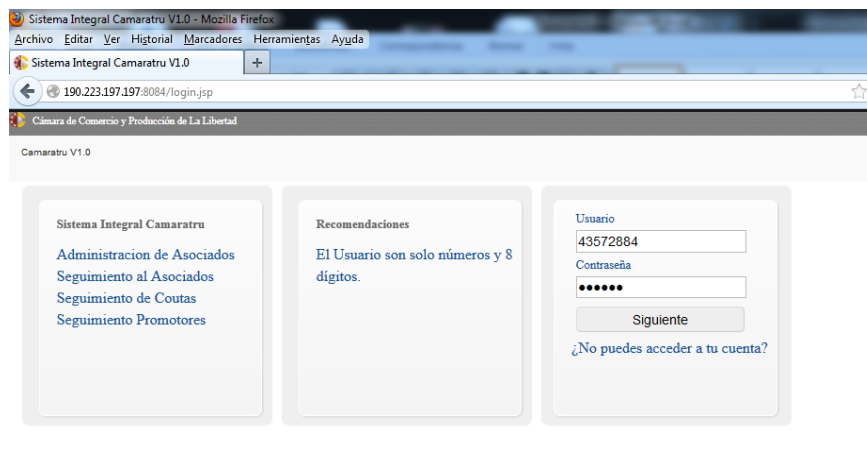 Sistema Integral Camaratru V1.0 - Mozilla Firefox
Archivo Editar Ver Historial Marcadores Herramientas Ayuda
Sistema Integral Camaratru V1.0 +
190.223.197.197:8084/login.jsp
Cámara de Comercio y Producción de La Libertad
Camaratru V1.0
Sistema Integral Camaratru
Administracion de Asociados
Seguimiento al Asociados
Seguimiento de Coutas
Seguimiento Promotores
Recomendaciones
El Usuario son solo números y 8
dígitos.
Usuario
43572884
Contraseña
●●●●●●
Siguiente
¿No puedes acceder a tu cuenta?